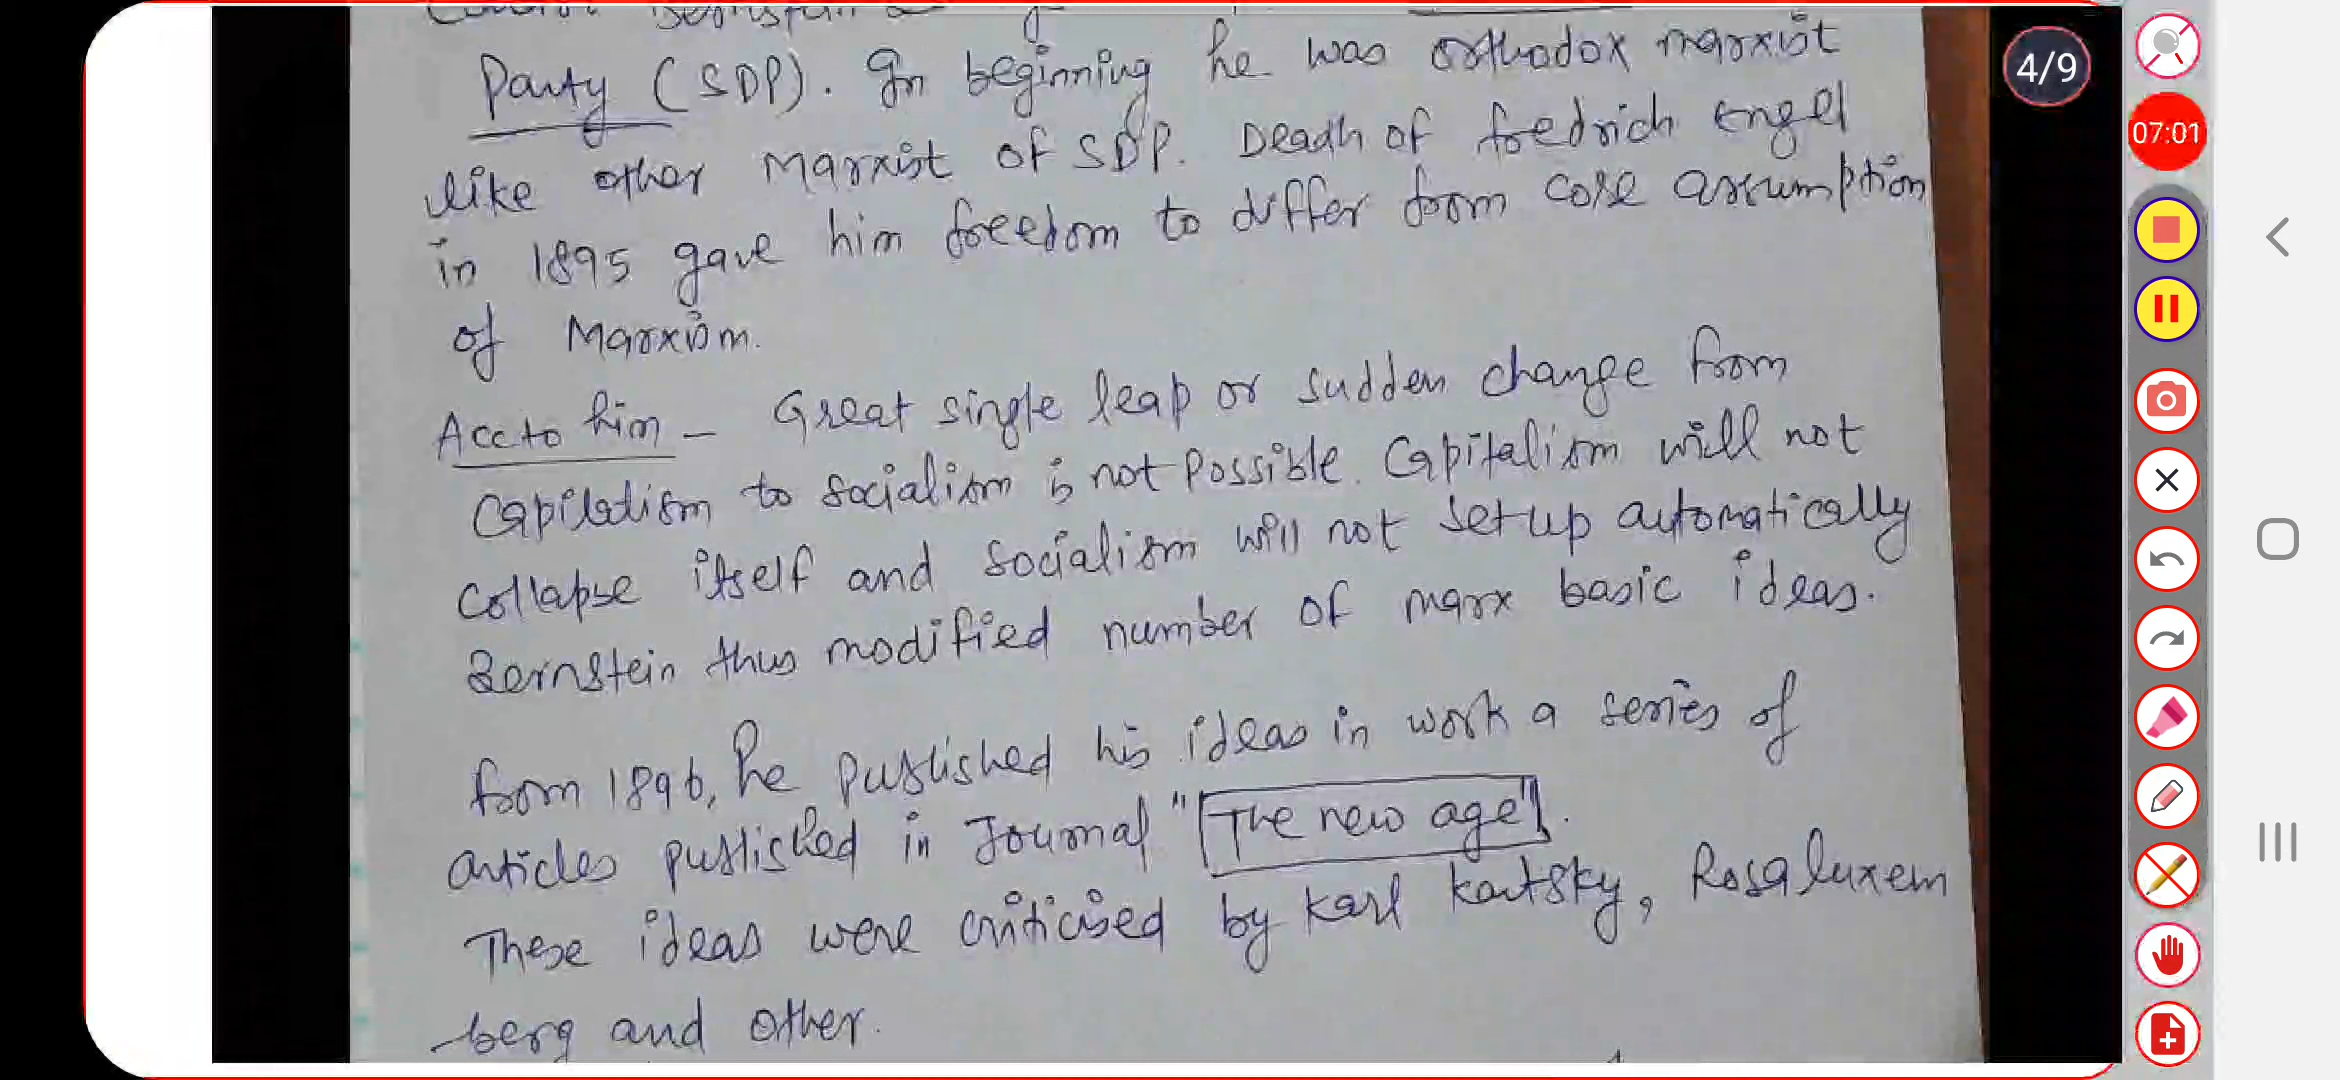 Party (SDP). In beginning he was orthodox marxist
4/9
07:01
like other Marxist of SDP. Death of fredrich Engel
in 1895 gave him freedom to differ from core assumption
of Marxism.
Acc to him - Great single leap or sudden change from
Capitalism to socialism is not possible. Capitalism will not
collapse itself and socialism will not setup automatically
Bernstein thus modified number of marx basic ideas.
from 1896, he published his ideas in work a series of
articles published in Journal "The new age".
These ideas were criticised by Karl Kautsky, Rosa luxem
berg and other.